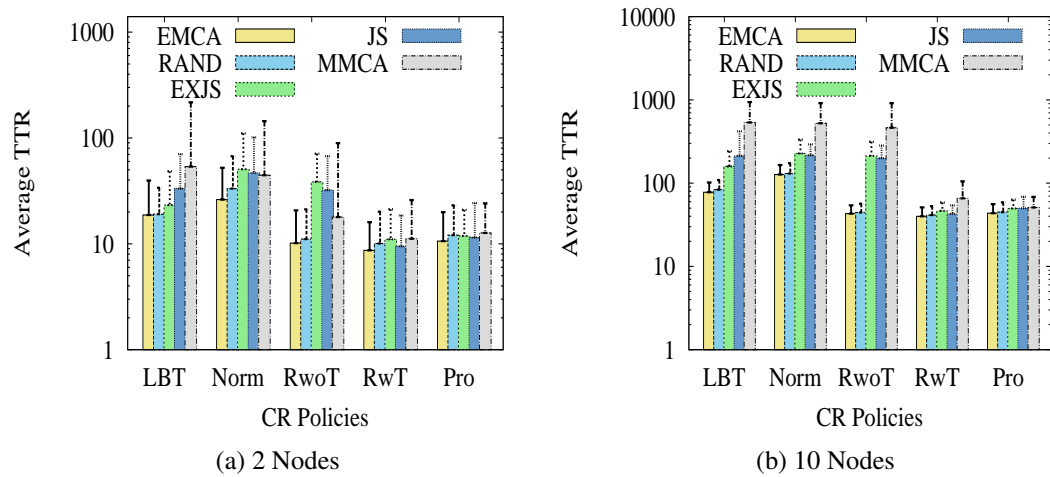 1000
100
10
1
Average TTR
EMCA
RAND
EXJS
JS
MMCA
LBT Norm RwoT RwT Pro
CR Policies
(a) 2 Nodes
10000
1000
100
10
1
Average TTR
EMCA
RAND
EXJS
JS
MMCA
LBT Norm RwoT RwT Pro
CR Policies
(b) 10 Nodes